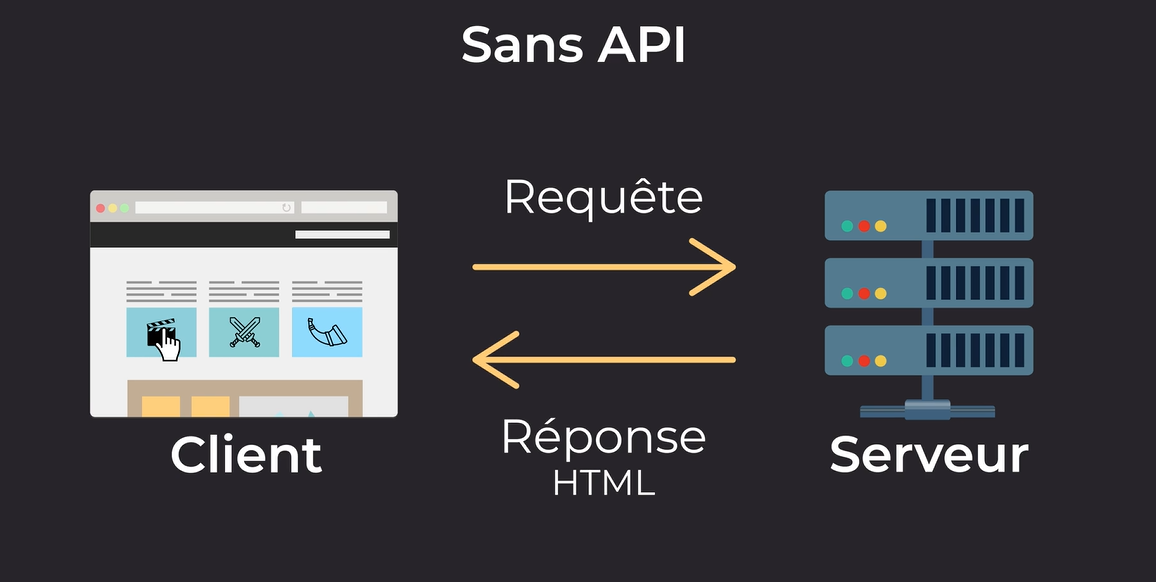 Sans API
Requête
Réponse
HTML
Client
Serveur